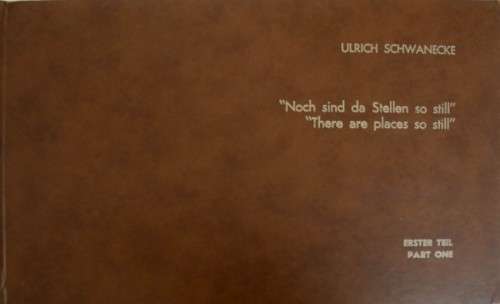 ULRICH SCHWANECKE
"Noch sind da Stellen so still"
"There are places so still"
ERSTER TEIL
PART ONE